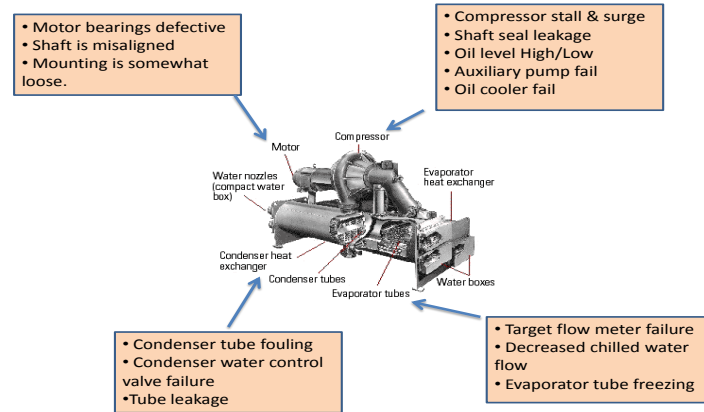 • Motor bearings defective
• Shaft is misaligned
• Mounting is somewhat
loose.
• Compressor stall & surge
• Shaft seal leakage
• Oil level High/Low
• Auxiliary pump fail
• Oil cooler fail
Motor
Compressor
Water nozzles
(compact water
box)
Evaporator
heat exchanger
Condenser heat
exchanger
Condenser tubes
Evaporator tubes
Water boxes
• Condenser tube fouling
• Condenser water control
valve failure
•Tube leakage
• Target flow meter failure
• Decreased chilled water
flow
• Evaporator tube freezing